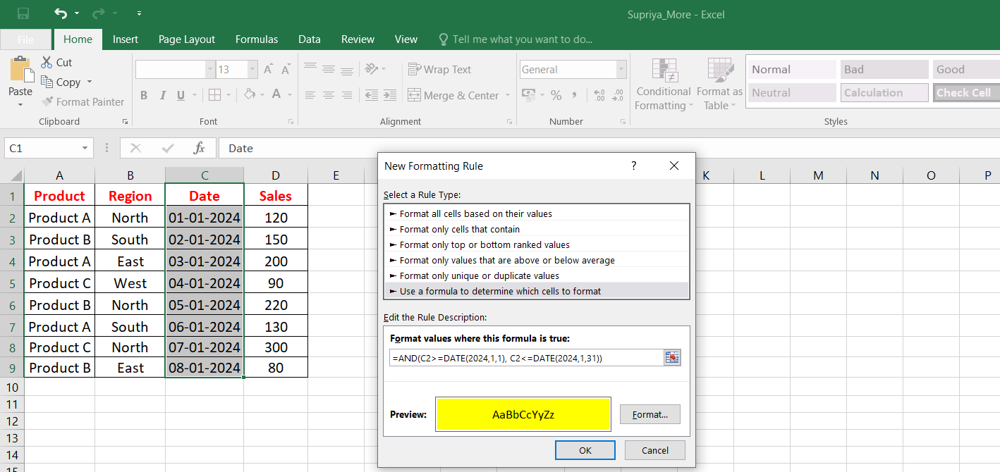 Supriya_More - Excel
File Home Insert Page Layout Formulas Data Review View Tell me what you want to do...
Paste
Cut
Copy
Format Painter
Clipboard
13
B I U A
Font
Wrap Text
Merge & Center
Alignment
General
%
Number
Conditional Formatting
Format as Table
Normal Bad Good
Neutral Calculation Check Cell
Styles
C1 fx Date
A B C D E K L M N O P
1 Product Region Date Sales
2 Product A North 01-01-2024 120
3 Product B South 02-01-2024 150
4 Product A East 03-01-2024 200
5 Product C West 04-01-2024 90
6 Product B North 05-01-2024 220
7 Product A South 06-01-2024 130
8 Product C North 07-01-2024 300
9 Product B East 08-01-2024 80
10
11
12
13
14
15
New Formatting Rule ?
Select a Rule Type:
► Format all cells based on their values
► Format only cells that contain
► Format only top or bottom ranked values
► Format only values that are above or below average
► Format only unique or duplicate values
► Use a formula to determine which cells to format
Edit the Rule Description:
Format values where this formula is true:
=AND(C2>=DATE(2024,1,1), C2<=DATE(2024,1,31))
Preview: AaBbCcYyZz Format...
OK Cancel